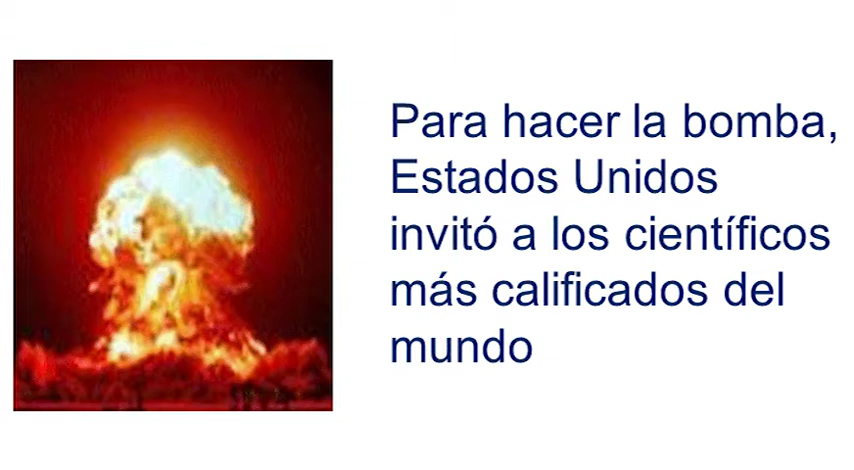 Para hacer la bomba,
Estados Unidos
invitó a los científicos
más calificados del
mundo